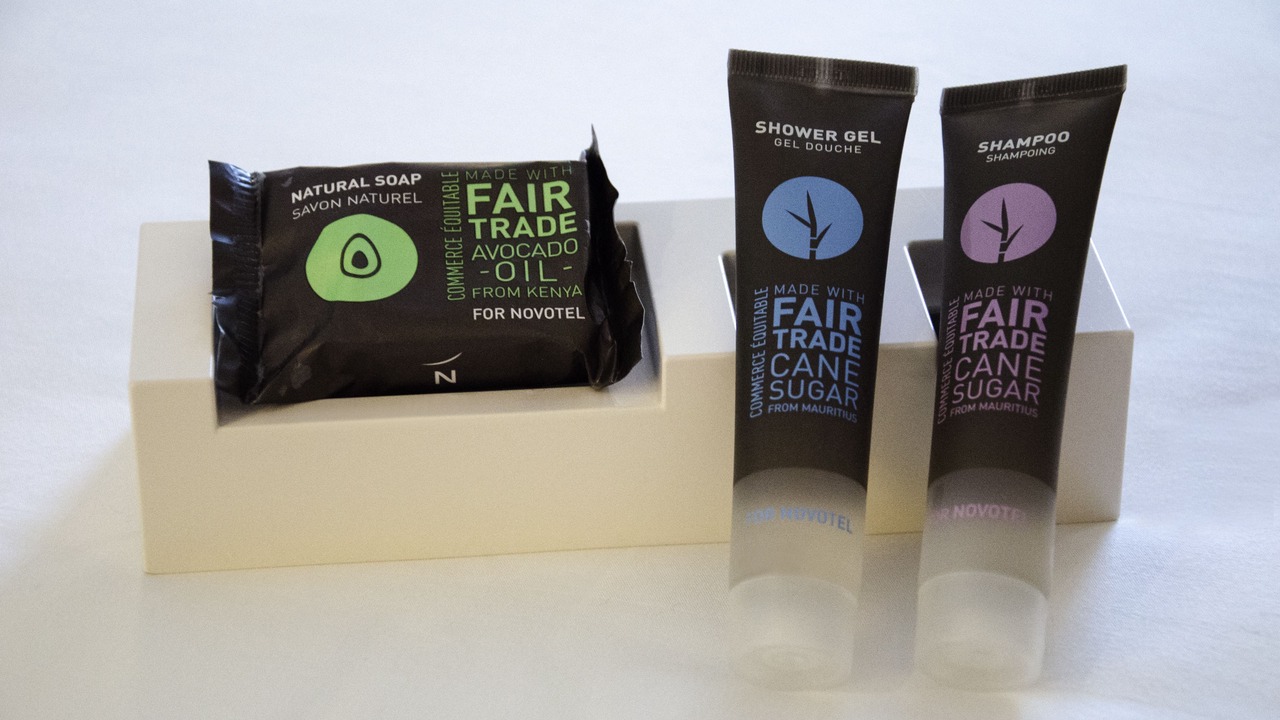 NATURAL SOAP
SAVON NATUREL
COMMERCE ÉQUITABLE
MADE WITH
FAIR
TRADE
AVOCADO
-OIL-
FROM KENYA
FOR NOVOTEL
N
SHOWER GEL
GEL DOUCHE
COMMERCE ÉQUITABLE
MADE WITH
FAIR
TRADE
CANE
SUGAR
FROM MAURITIUS
FOR NOVOTEL
SHAMPOO
SHAMPOING
COMMERCE ÉQUITABLE
MADE WITH
FAIR
TRADE
CANE
SUGAR
FROM MAURITIUS
FOR NOVOTEL